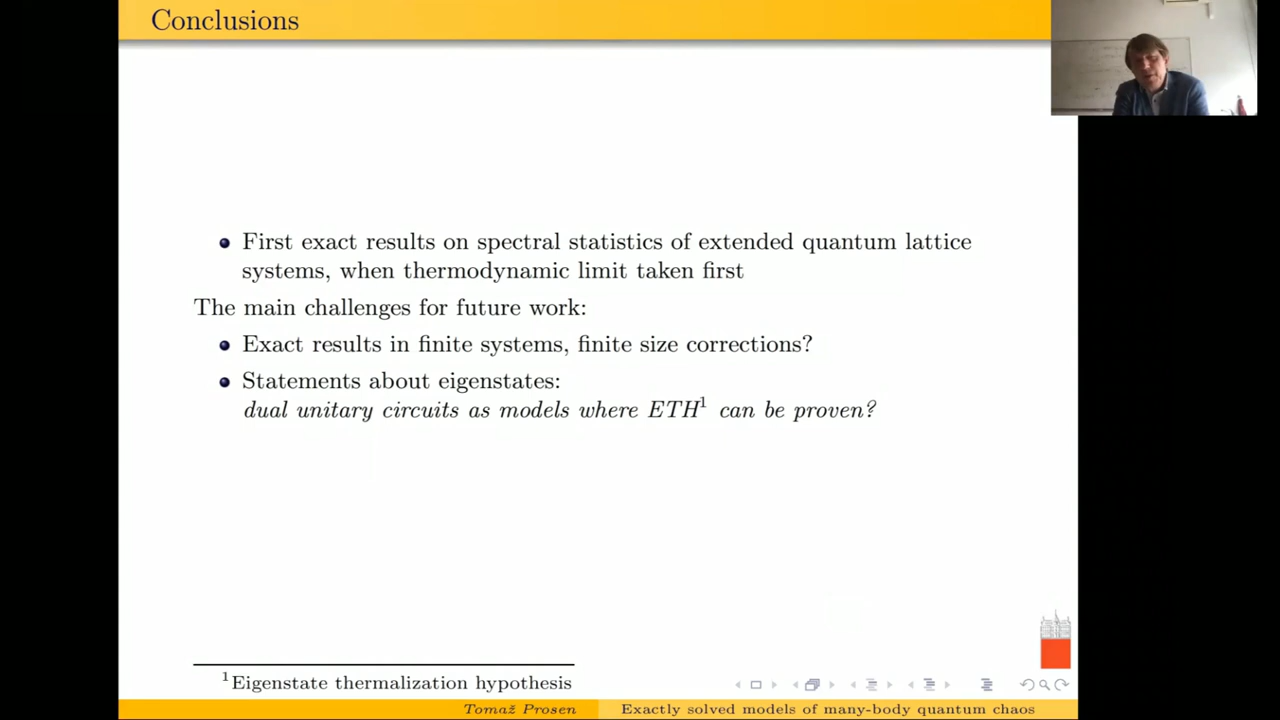 Conclusions
First exact results on spectral statistics of extended quantum lattice
systems, when thermodynamic limit taken first
The main challenges for future work:
Exact results in finite systems, finite size corrections?
Statements about eigenstates:
dual unitary circuits as models where ETH¹ can be proven?
¹Eigenstate thermalization hypothesis
Tomaž Prosen
Exactly solved models of many-body quantum chaos